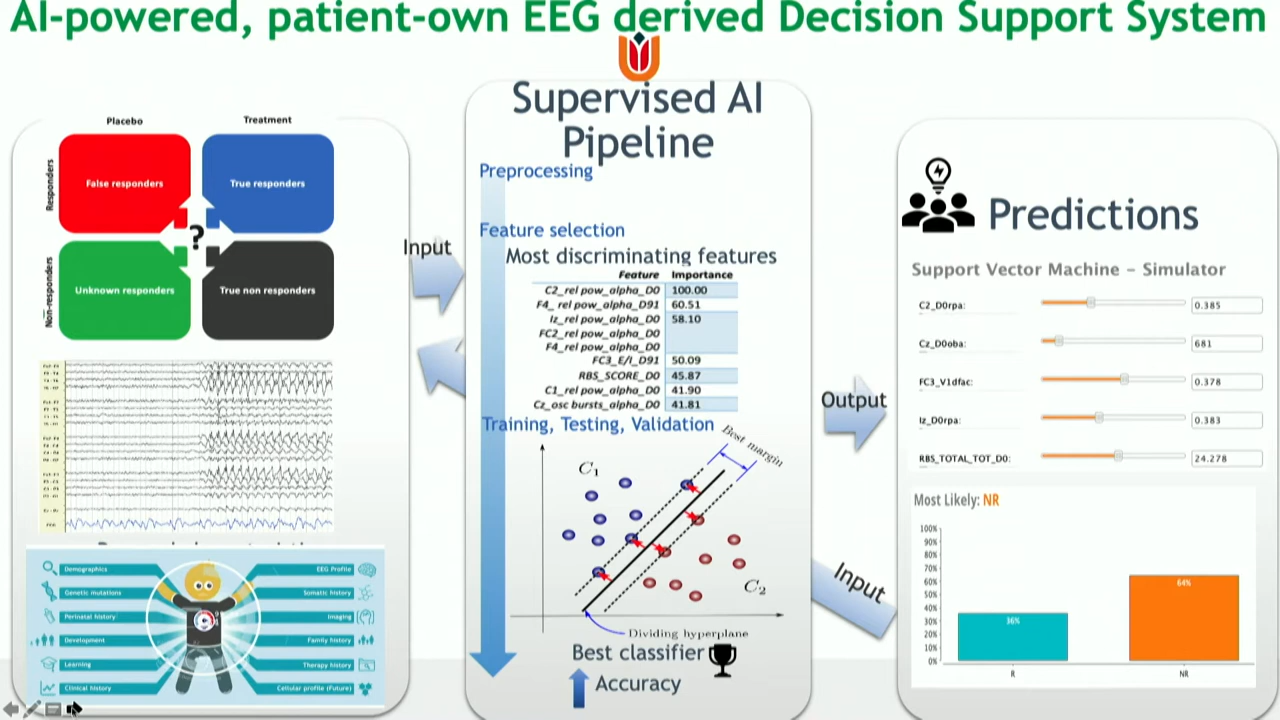 AI-powered, patient-own EEG derived Decision Support System
Placebo
Treatment
Responders
Non-responders
False responders
True responders
?
Unknown responders
True non responders
Demographics
Genetic mutations
Perinatal history
Development
Learning
Clinical history
EEG Profile
Somatic history
Imaging
Family history
Therapy history
Cellular profile (Future)
Input
Supervised AI
Pipeline
Preprocessing
Feature selection
Most discriminating features
Feature Importance
C2_rel pow_alpha_D0 100.00
F4_ rel pow_alpha_D91 60.51
Iz_rel pow_alpha_D0 58.10
FC2_rel pow_alpha_D0
F4_rel pow_alpha_D0
FC3_E/I_D91 50.09
RBS_SCORE_D0 45.87
C1_rel pow_alpha_D0 41.90
Cz_osc bursts_alpha_D0 41.81
Training, Testing, Validation
Best margin
C1
C2
Dividing hyperplane
Best classifier
Accuracy
Output
Input
Predictions
Support Vector Machine – Simulator
C2_D0rpa: 0.385
Cz_D0oba: 681
FC3_V1dfac: 0.378
Iz_D0rpa: 0.383
RBS_TOTAL_TOT_D0: 24.278
Most Likely: NR
100%
90%
80%
70%
60%
50%
40%
30%
20%
10%
0%
36%
64%
R
NR